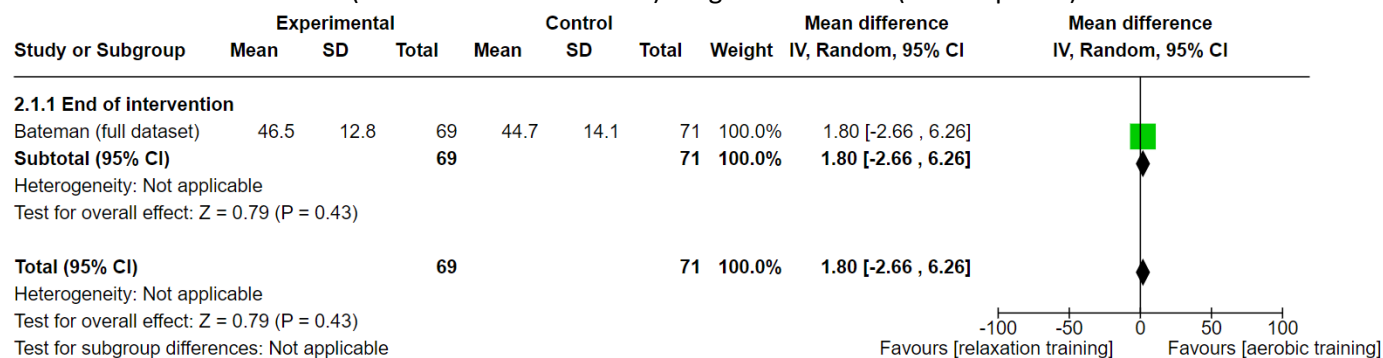 Experimental Control Mean difference Mean difference
Study or Subgroup Mean SD Total Mean SD Total Weight IV, Random, 95% CI IV, Random, 95% CI
2.1.1 End of intervention
Bateman (full dataset) 46.5 12.8 69 44.7 14.1 71 100.0% 1.80 [-2.66 , 6.26]
Subtotal (95% CI) 69 71 100.0% 1.80 [-2.66 , 6.26]
Heterogeneity: Not applicable
Test for overall effect: Z = 0.79 (P = 0.43)
Total (95% CI) 69 71 100.0% 1.80 [-2.66 , 6.26]
Heterogeneity: Not applicable
Test for overall effect: Z = 0.79 (P = 0.43)
Test for subgroup differences: Not applicable
-100 -50 0 50 100
Favours [relaxation training] Favours [aerobic training]